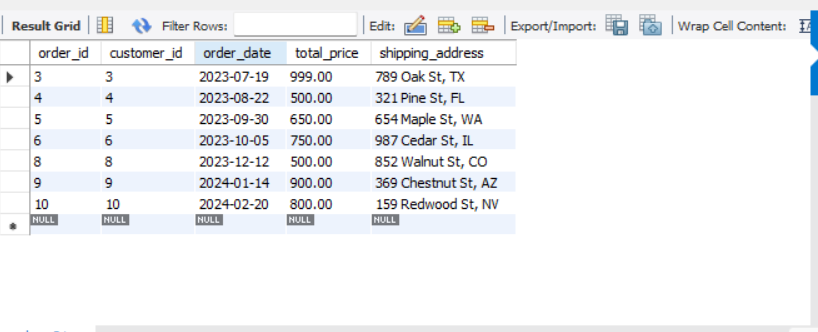 Result Grid Filter Rows: Edit: Export/Import: Wrap Cell Content:
order_id customer_id order_date total_price shipping_address
3 3 2023-07-19 999.00 789 Oak St, TX
4 4 2023-08-22 500.00 321 Pine St, FL
5 5 2023-09-30 650.00 654 Maple St, WA
6 6 2023-10-05 750.00 987 Cedar St, IL
8 8 2023-12-12 500.00 852 Walnut St, CO
9 9 2024-01-14 900.00 369 Chestnut St, AZ
10 10 2024-02-20 800.00 159 Redwood St, NV
NULL NULL NULL NULL NULL